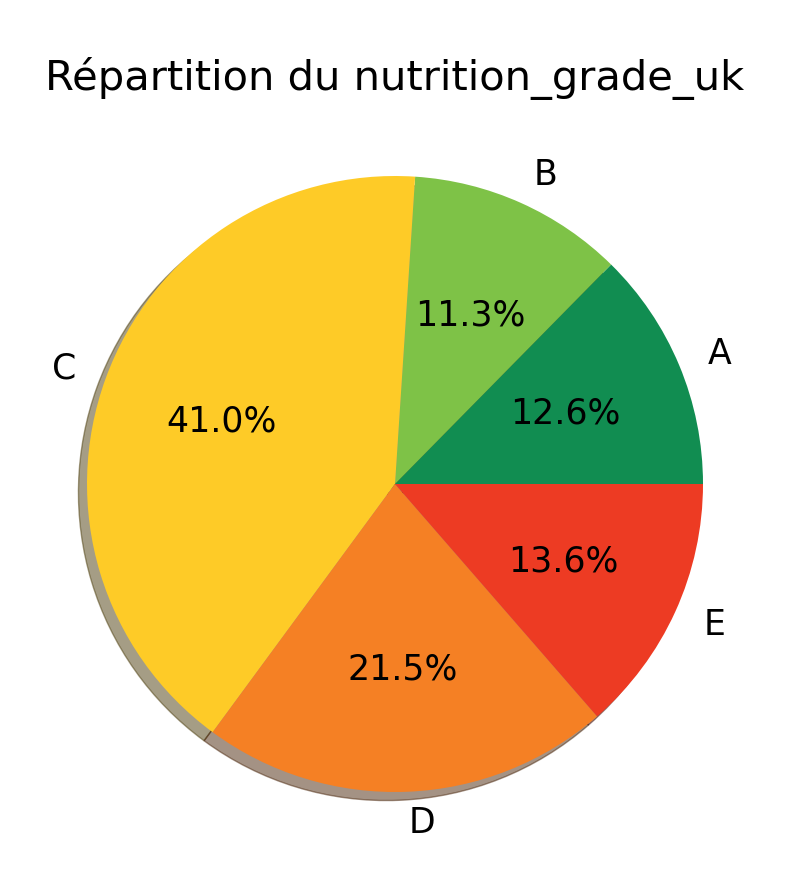 Répartition du nutrition_grade_uk
B
11.3%
A
C
12.6%
41.0%
13.6%
E
21.5%
D